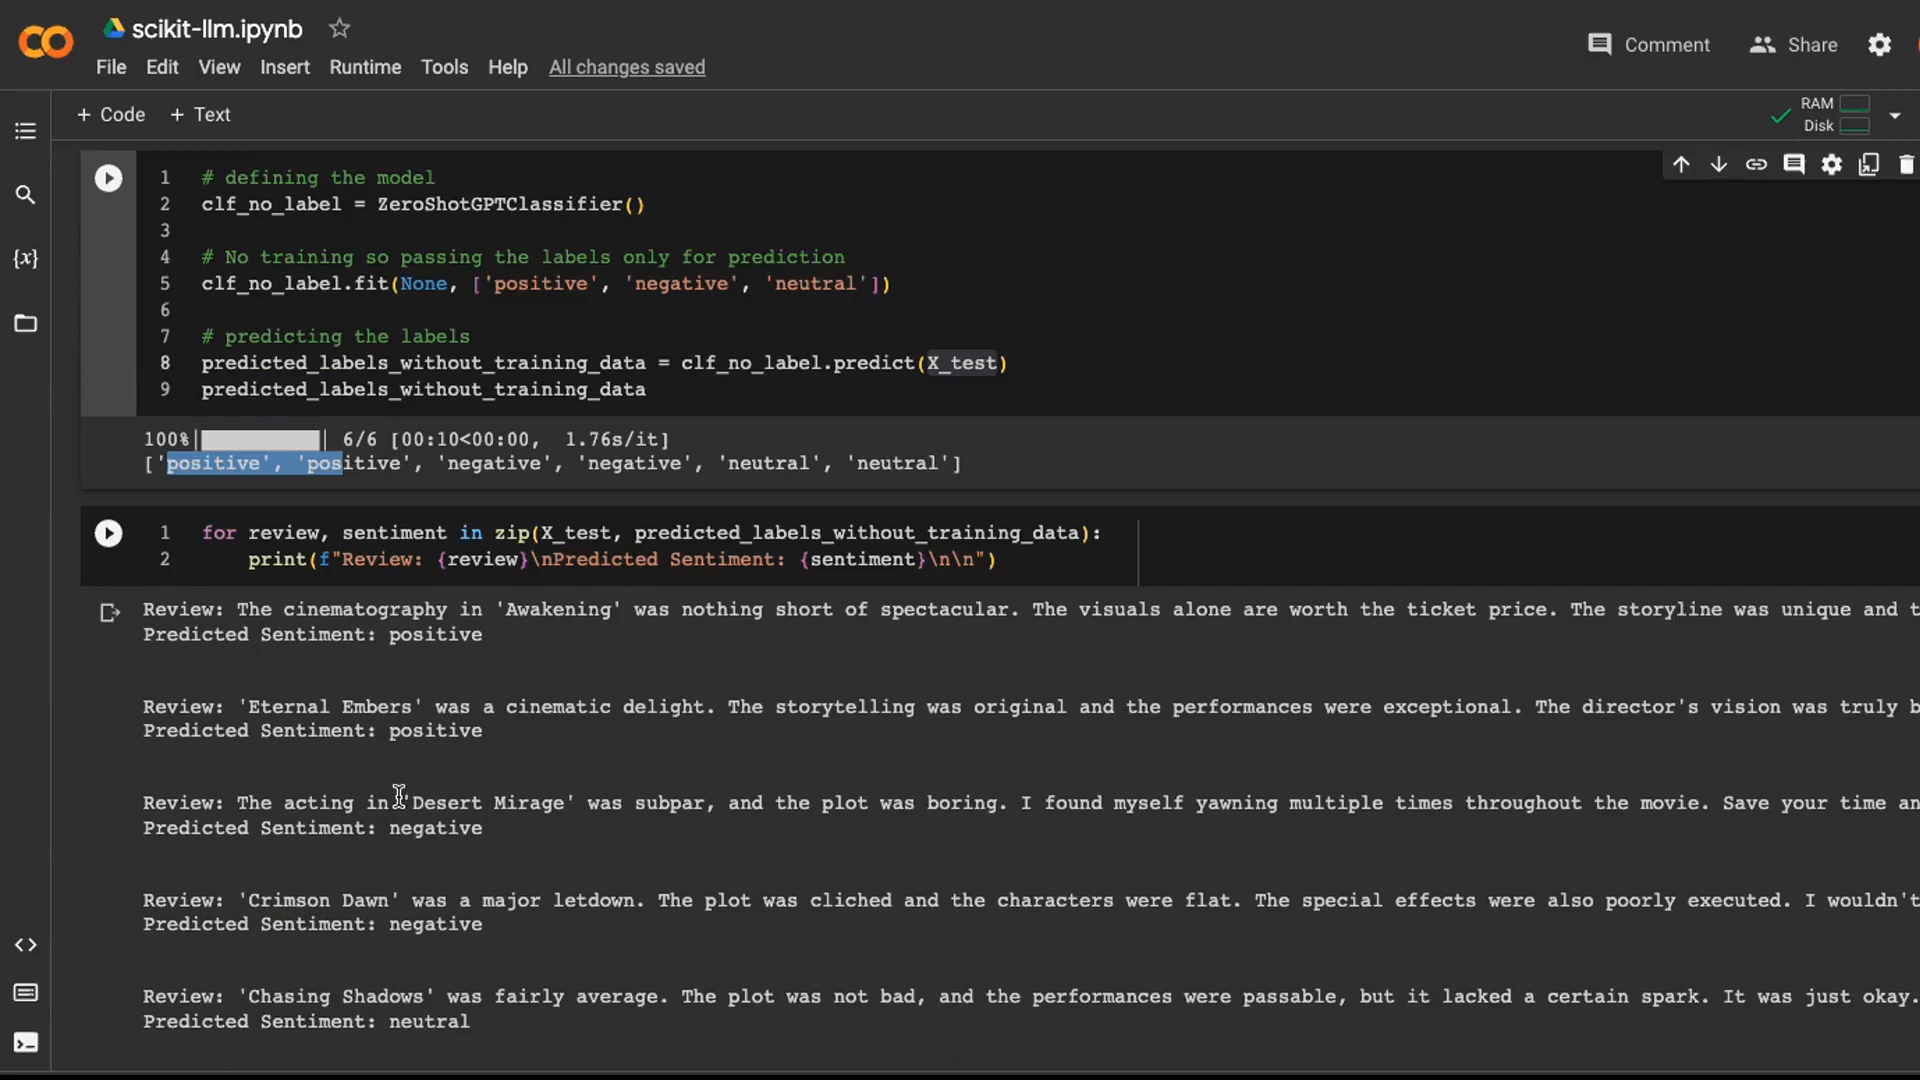 scikit-llm.ipynb
Comment Share
File Edit View Insert Runtime Tools Help All changes saved
+ Code + Text
RAM
Disk
1 # defining the model
2 clf_no_label = ZeroShotGPTClassifier()
3
4 # No training so passing the labels only for prediction
5 clf_no_label.fit(None, ['positive', 'negative', 'neutral'])
6
7 # predicting the labels
8 predicted_labels_without_training_data = clf_no_label.predict(X_test)
9 predicted_labels_without_training_data
100%| | 6/6 [00:10<00:00, 1.76s/it]
['positive', 'positive', 'negative', 'negative', 'neutral', 'neutral']
1 for review, sentiment in zip(X_test, predicted_labels_without_training_data):
2 print(f"Review: {review}\nPredicted Sentiment: {sentiment}\n\n")
Review: The cinematography in 'Awakening' was nothing short of spectacular. The visuals alone are worth the ticket price. The storyline was unique and t
Predicted Sentiment: positive
Review: 'Eternal Embers' was a cinematic delight. The storytelling was original and the performances were exceptional. The director's vision was truly b
Predicted Sentiment: positive
Review: The acting in 'Desert Mirage' was subpar, and the plot was boring. I found myself yawning multiple times throughout the movie. Save your time an
Predicted Sentiment: negative
Review: 'Crimson Dawn' was a major letdown. The plot was cliched and the characters were flat. The special effects were also poorly executed. I wouldn't
Predicted Sentiment: negative
Review: 'Chasing Shadows' was fairly average. The plot was not bad, and the performances were passable, but it lacked a certain spark. It was just okay.
Predicted Sentiment: neutral